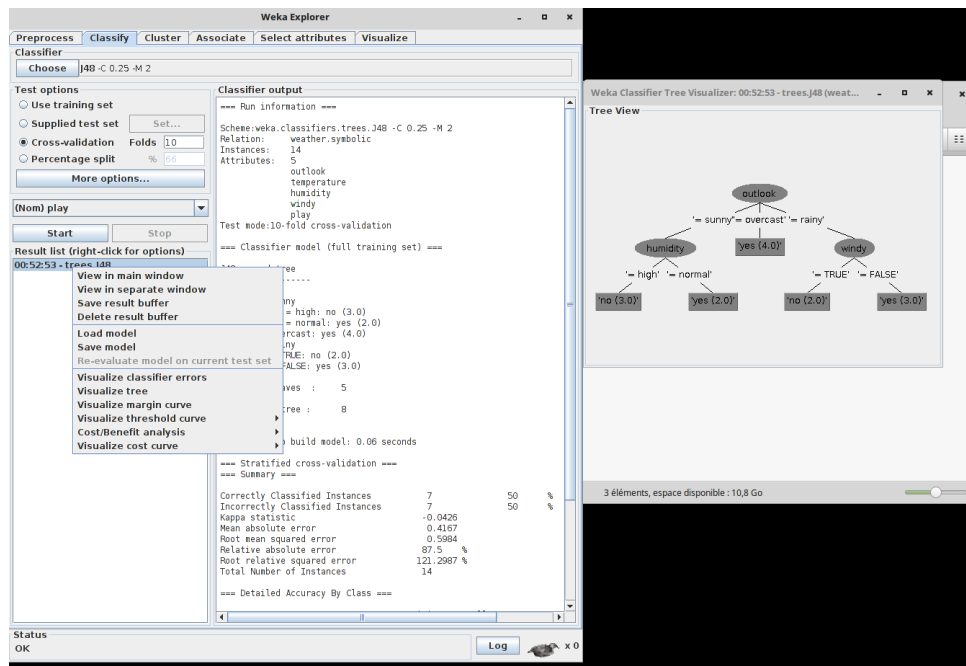 Weka Explorer
Preprocess Classify Cluster Associate Select attributes Visualize
Classifier
Choose J48 -C 0.25 -M 2
Test options
Use training set
Supplied test set Set...
Cross-validation Folds 10
Percentage split % 66
More options...
(Nom) play
Start Stop
Result list (right-click for options)
00:52:53 - trees.J48
View in main window
View in separate window
Save result buffer
Delete result buffer
Load model
Save model
Re-evaluate model on current test set
Visualize classifier errors
Visualize tree
Visualize margin curve
Visualize threshold curve
Cost/Benefit analysis
Visualize cost curve
Classifier output
=== Run information ===
Scheme:weka.classifiers.trees.J48 -C 0.25 -M 2
Relation: weather.symbolic
Instances: 14
Attributes: 5
outlook
temperature
humidity
windy
play
Test mode:10-fold cross-validation
=== Classifier model (full training set) ===
= high: no (3.0)
= normal: yes (2.0)
rcast: yes (4.0)
ny
TRUE: no (2.0)
FALSE: yes (3.0)
aves : 5
tree : 8
build model: 0.06 seconds
=== Stratified cross-validation ===
=== Summary ===
Correctly Classified Instances 7 50 %
Incorrectly Classified Instances 7 50 %
Kappa statistic -0.0426
Mean absolute error 0.4167
Root mean squared error 0.5984
Relative absolute error 87.5 %
Root relative squared error 121.2987 %
Total Number of Instances 14
=== Detailed Accuracy By Class ===
Status
OK
Log x 0
Weka Classifier Tree Visualizer: 00:52:53 - trees.J48 (weat...
Tree View
outlook
'= sunny' '= overcast' '= rainy'
humidity 'yes (4.0)' windy
'= high' '= normal' '= TRUE' '= FALSE'
'no (3.0)' 'yes (2.0)' 'no (2.0)' 'yes (3.0)'
3 éléments, espace disponible : 10,8 Go